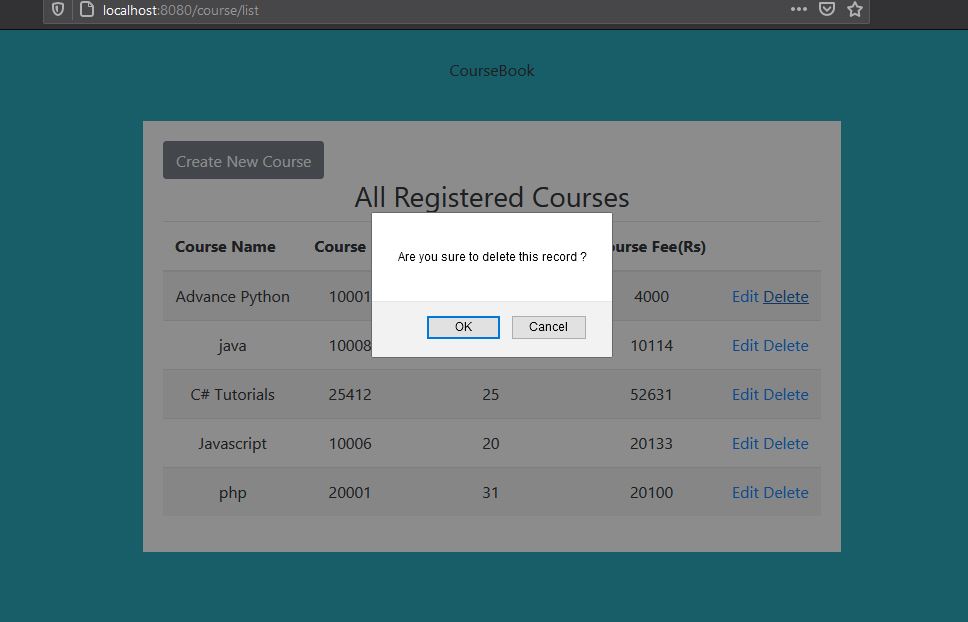 localhost:8080/course/list
CourseBook
Create New Course
All Registered Courses
Course Name Course ourse Fee(Rs)
Are you sure to delete this record ?
OK Cancel
Advance Python 10001 4000 Edit Delete
java 10008 10114 Edit Delete
C# Tutorials 25412 25 52631 Edit Delete
Javascript 10006 20 20133 Edit Delete
php 20001 31 20100 Edit Delete